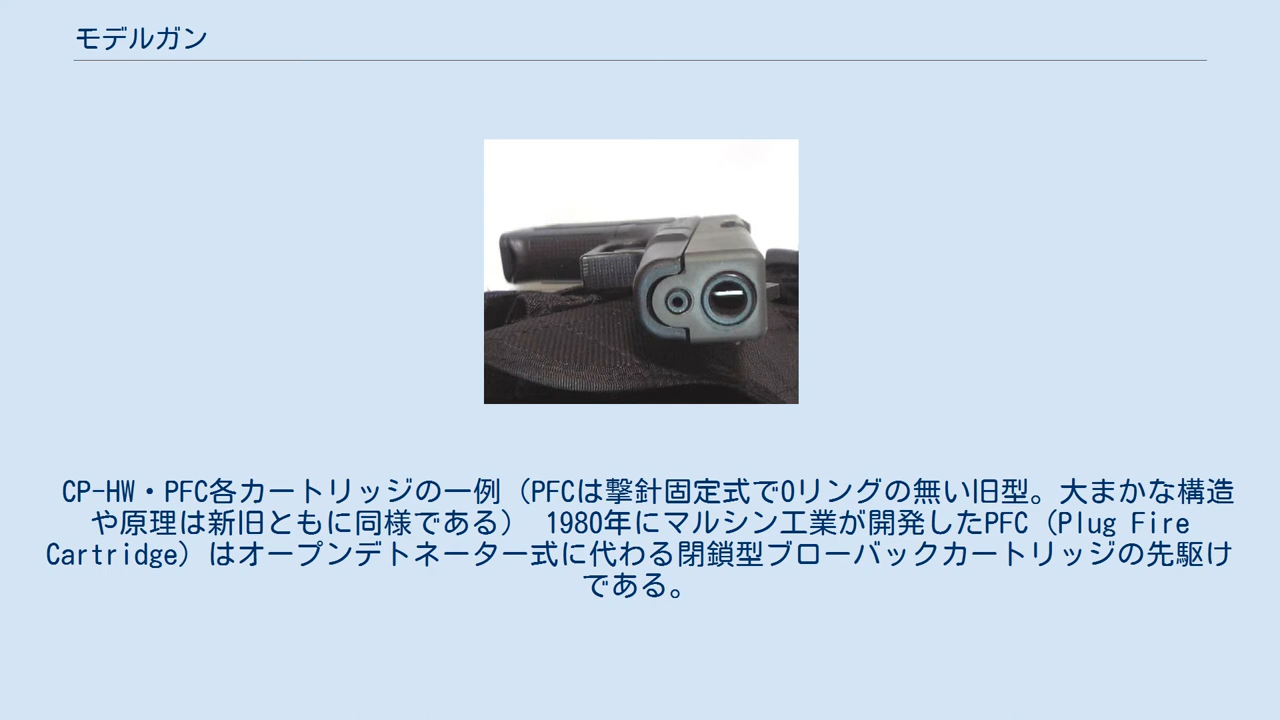 モデルガン
CP-HW・PFC各カートリッジの一例（PFCは撃針固定式でOリングの無い旧型。大まかな構造
や原理は新旧ともに同様である） 1980年にマルシン工業が開発したPFC（Plug Fire
Cartridge）はオープンデトネーター式に代わる閉鎖型ブローバックカートリッジの先駆け
である。